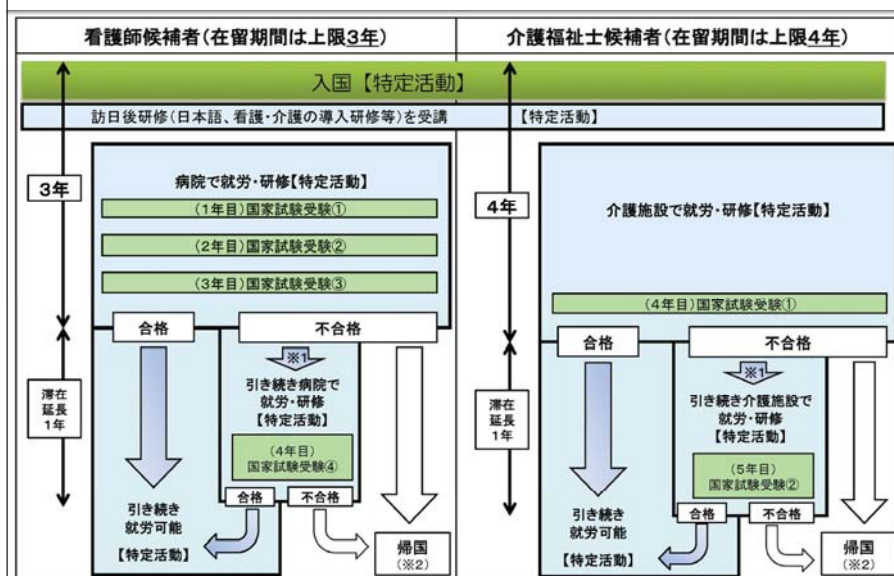 看護師候補者(在留期間は上限3年)
介護福祉士候補者(在留期間は上限4年)
入国【特定活動】
訪日後研修(日本語、看護・介護の導入研修等)を受講 【特定活動】
3年
病院で就労・研修【特定活動】
(1年目)国家試験受験①
(2年目)国家試験受験②
(3年目)国家試験受験③
合格
不合格
滞在
延長
1年
※1
引き続き病院で
就労・研修
【特定活動】
(4年目)
国家試験受験④
合格
不合格
引き続き
就労可能
【特定活動】
帰国
(※2)
4年
介護施設で就労・研修【特定活動】
(4年目)国家試験受験①
合格
不合格
滞在
延長
1年
※1
引き続き介護施設で
就労・研修
【特定活動】
(5年目)
国家試験受験②
合格
不合格
引き続き
就労可能
【特定活動】
帰国
(※2)